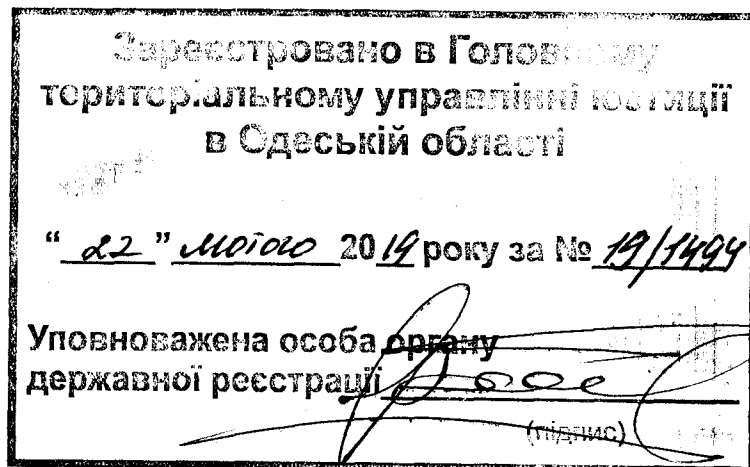 Зареєстровано в Головному
територіальному управлінні юстиції
в Одеській області
“ 22 ” лютого 2019 року за № 19/1494
Уповноважена особа органу
державної реєстрації
(підпис)